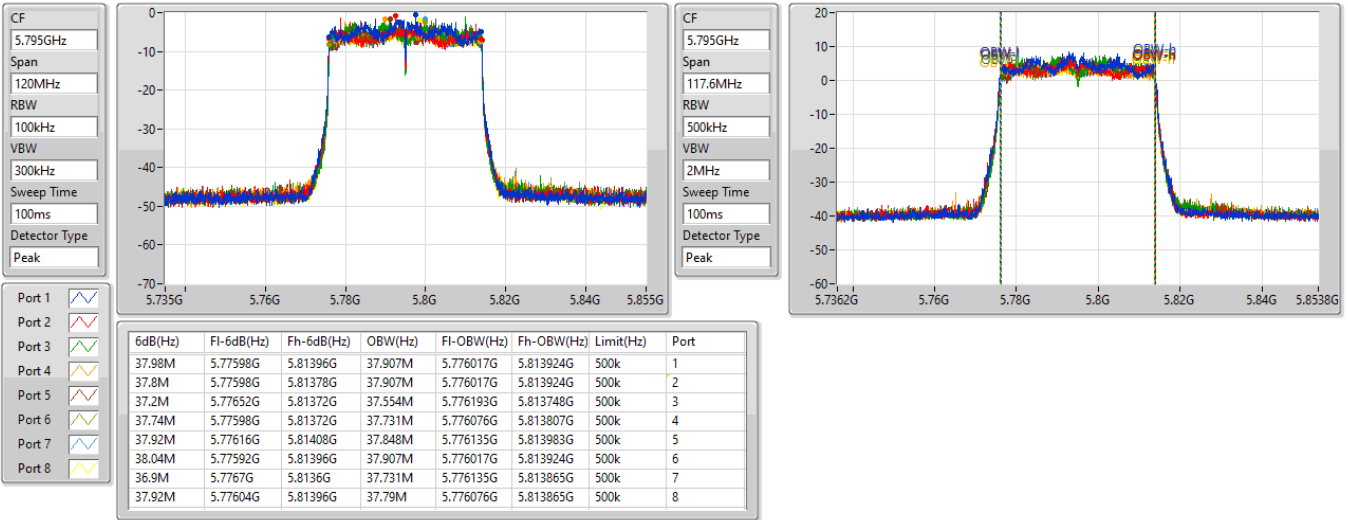 CF
5.795GHz
Span
120MHz
RBW
100kHz
VBW
300kHz
Sweep Time
100ms
Detector Type
Peak
0
-10
-20
-30
-40
-50
-60
-70
5.735G 5.76G 5.78G 5.8G 5.82G 5.84G 5.855G
CF
5.795GHz
Span
117.6MHz
RBW
500kHz
VBW
2MHz
Sweep Time
100ms
Detector Type
Peak
20
10
0
-10
-20
-30
-40
-50
-60
OBW-l OBW-h
5.7362G 5.76G 5.78G 5.8G 5.82G 5.84G 5.8538G
Port 1
Port 2
Port 3
Port 4
Port 5
Port 6
Port 7
Port 8
6dB(Hz) Fl-6dB(Hz) Fh-6dB(Hz) OBW(Hz) Fl-OBW(Hz) Fh-OBW(Hz) Limit(Hz) Port
37.98M 5.77598G 5.81396G 37.907M 5.776017G 5.813924G 500k 1
37.8M 5.77598G 5.81378G 37.907M 5.776017G 5.813924G 500k 2
37.2M 5.77652G 5.81372G 37.554M 5.776193G 5.813748G 500k 3
37.74M 5.77598G 5.81372G 37.731M 5.776076G 5.813807G 500k 4
37.92M 5.77616G 5.81408G 37.848M 5.776135G 5.813983G 500k 5
38.04M 5.77592G 5.81396G 37.907M 5.776017G 5.813924G 500k 6
36.9M 5.7767G 5.8136G 37.731M 5.776135G 5.813865G 500k 7
37.92M 5.77604G 5.81396G 37.79M 5.776076G 5.813865G 500k 8